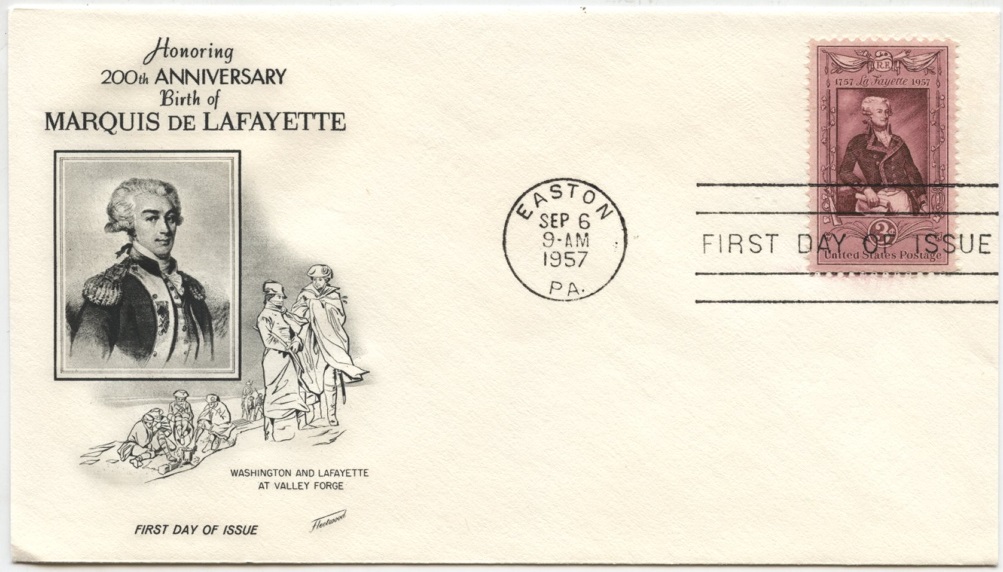 Honoring
200th ANNIVERSARY
Birth of
MARQUIS DE LAFAYETTE
WASHINGTON AND LAFAYETTE
AT VALLEY FORGE
FIRST DAY OF ISSUE
Fleetwood
EASTON
SEP 6
9-AM
1957
PA.
R.F.
1757 La Fayette 1957
3¢
United States Postage
FIRST DAY OF ISSUE